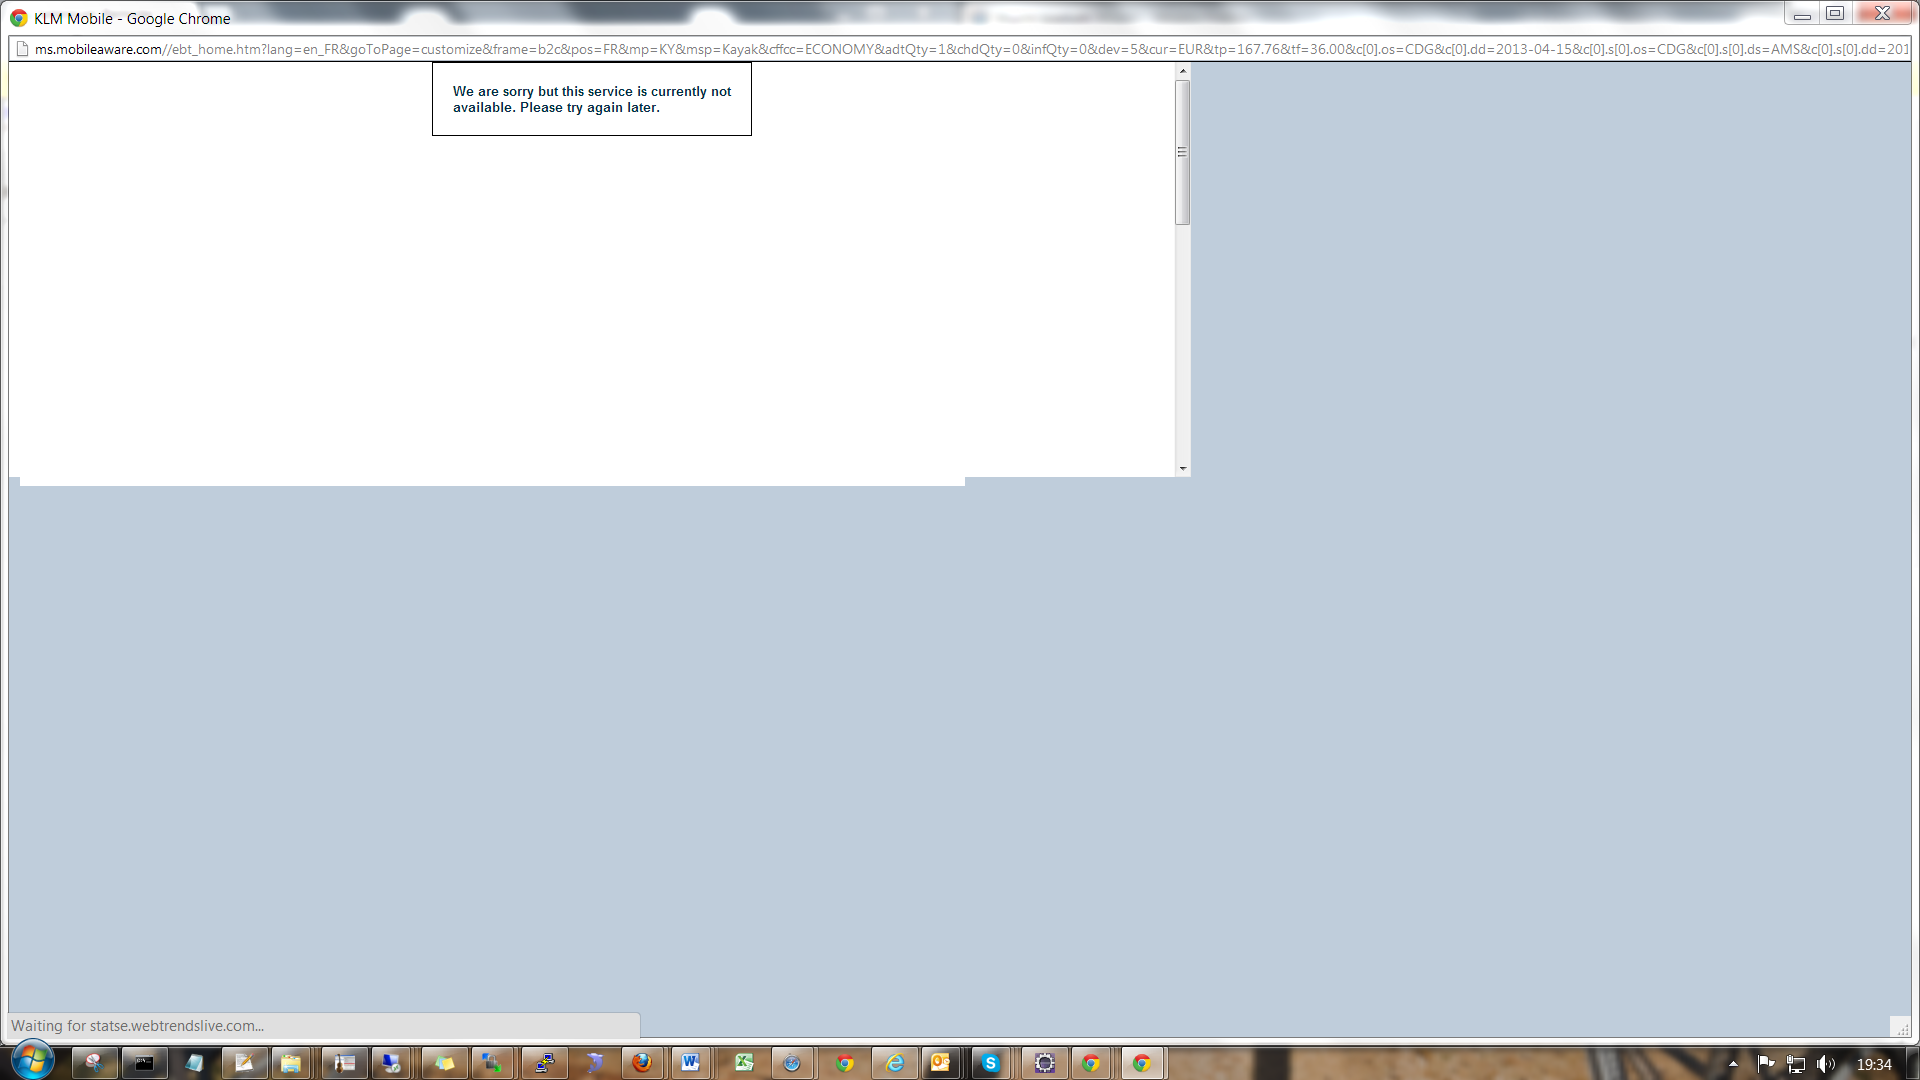 KLM Mobile - Google Chrome
ms.mobileaware.com//ebt_home.htm?lang=en_FR&goToPage=customize&frame=b2c&pos=FR&mp=KY&msp=Kayak&cffcc=ECONOMY&adtQty=1&chdQty=0&infQty=0&dev=5&cur=EUR&tp=167.76&tf=36.00&c[0].os=CDG&c[0].dd=2013-04-15&c[0].s[0].os=CDG&c[0].s[0].ds=AMS&c[0].s[0].dd=201
We are sorry but this service is currently not
available. Please try again later.
Waiting for statse.webtrendslive.com...
19:34